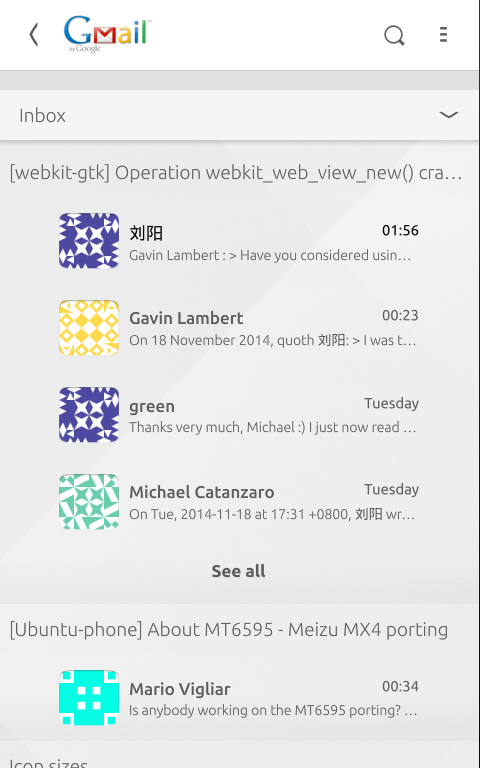 Gmail
by Google
Inbox
[webkit-gtk] Operation webkit_web_view_new() cra...
刘阳
01:56
Gavin Lambert : > Have you considered usin...
Gavin Lambert
00:23
On 18 November 2014, quoth 刘阳: > I was t...
green
Tuesday
Thanks very much, Michael :) I just now read ...
Michael Catanzaro
Tuesday
On Tue, 2014-11-18 at 17:31 +0800, 刘阳 wr...
See all
[Ubuntu-phone] About MT6595 - Meizu MX4 porting
Mario Vigliar
00:34
Is anybody working on the MT6595 porting? ...
Icon sizes